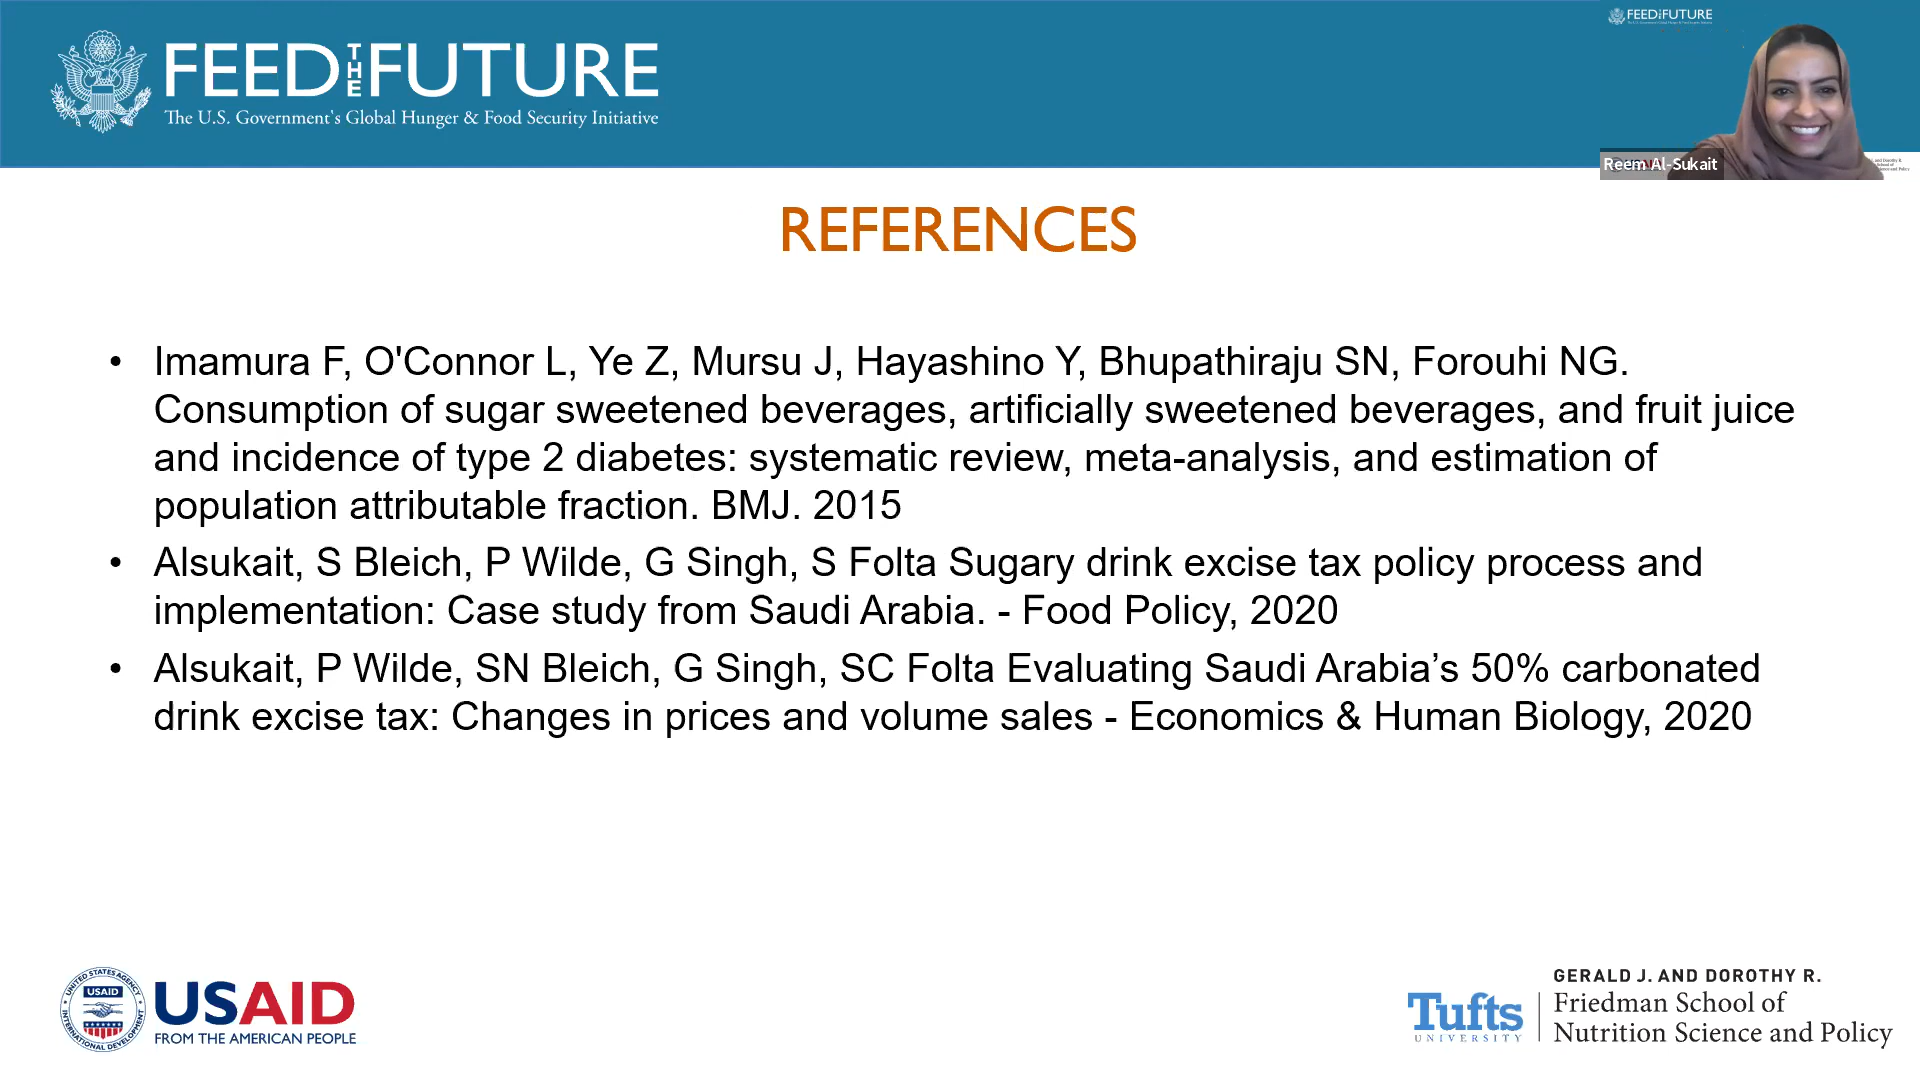 FEED THE FUTURE
The U.S. Government's Global Hunger & Food Security Initiative
FEED THE FUTURE
Reem Al-Sukait
REFERENCES
• Imamura F, O'Connor L, Ye Z, Mursu J, Hayashino Y, Bhupathiraju SN, Forouhi NG.
Consumption of sugar sweetened beverages, artificially sweetened beverages, and fruit juice
and incidence of type 2 diabetes: systematic review, meta-analysis, and estimation of
population attributable fraction. BMJ. 2015
• Alsukait, S Bleich, P Wilde, G Singh, S Folta Sugary drink excise tax policy process and
implementation: Case study from Saudi Arabia. - Food Policy, 2020
• Alsukait, P Wilde, SN Bleich, G Singh, SC Folta Evaluating Saudi Arabia’s 50% carbonated
drink excise tax: Changes in prices and volume sales - Economics & Human Biology, 2020
UNITED STATES AGENCY
USAID
INTERNATIONAL DEVELOPMENT
USAID
FROM THE AMERICAN PEOPLE
Tufts
UNIVERSITY
GERALD J. AND DOROTHY R.
Friedman School of
Nutrition Science and Policy